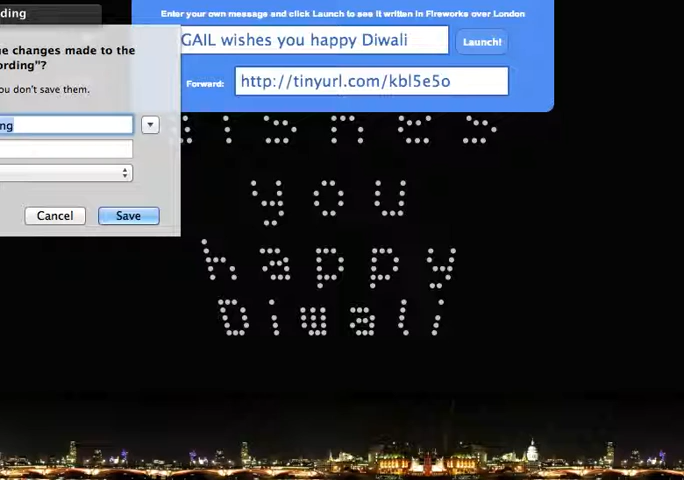 ding
Enter your own message and click Launch to see it written in Fireworks over London
GAIL wishes you happy Diwali
Launch!
Forward:
http://tinyurl.com/kbl5e5o
e changes made to the
ording"?
ou don't save them.
ng
Cancel
Save
wishes
you
happy
Diwali